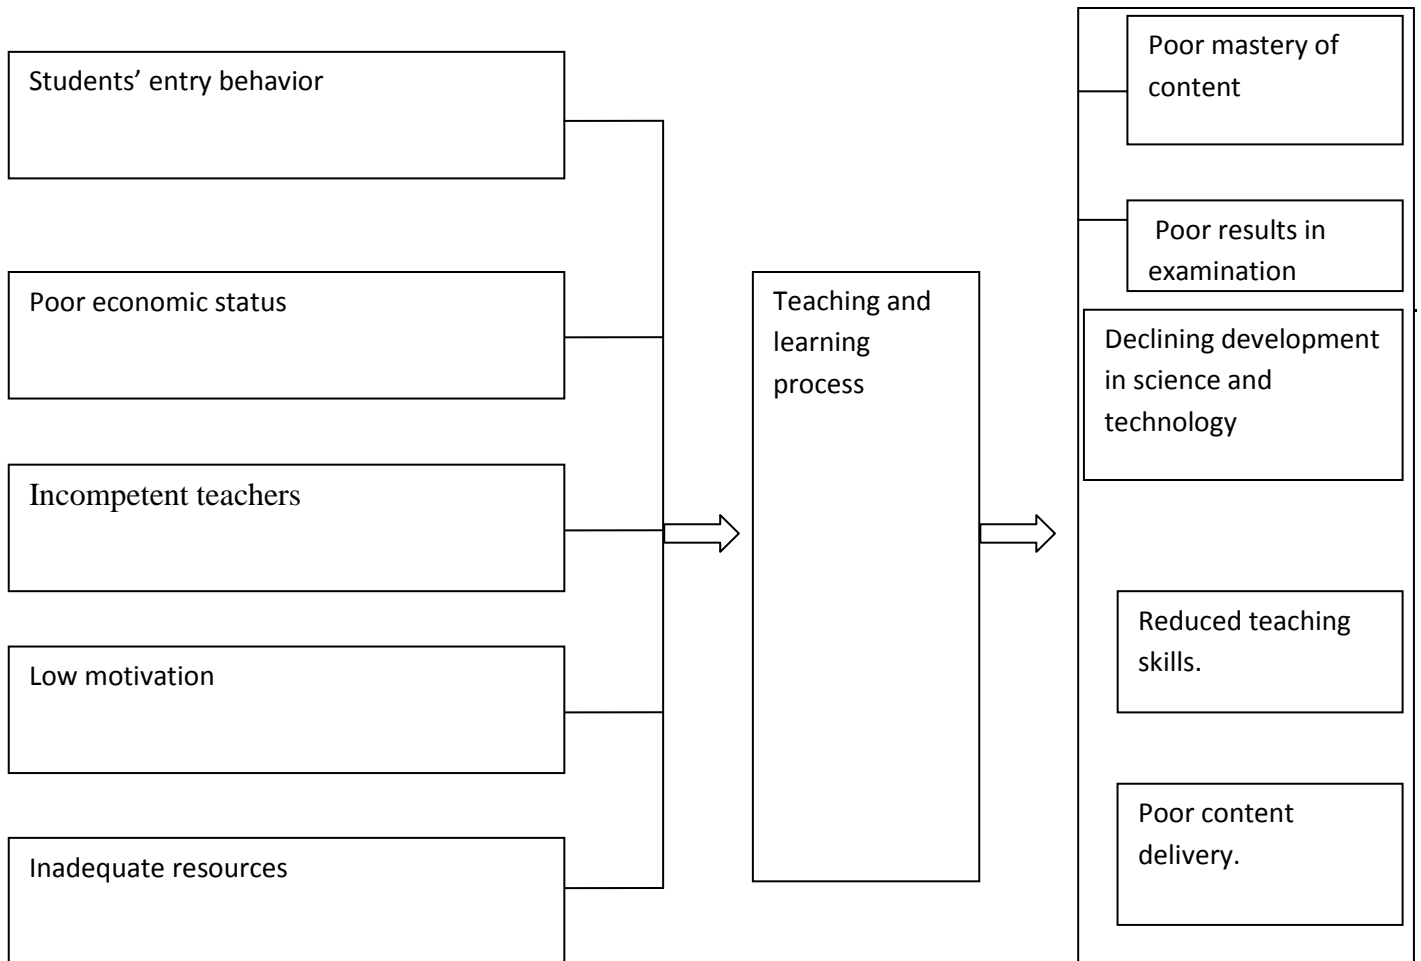 Students’ entry behavior
Poor economic status
Incompetent teachers
Low motivation
Inadequate resources
Teaching and
learning
process
Poor mastery of
content
Poor results in
examination
Declining development
in science and
technology
Reduced teaching
skills.
Poor content
delivery.